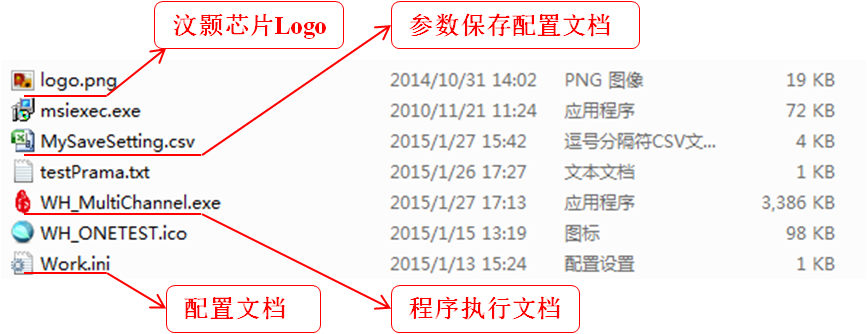 汶颢芯片Logo 参数保存配置文档
logo.png 2014/10/31 14:02 PNG 图像 19 KB
msiexec.exe 2010/11/21 11:24 应用程序 72 KB
MySaveSetting.csv 2015/1/27 15:42 逗号分隔符CSV文... 4 KB
testPrama.txt 2015/1/26 17:27 文本文档 1 KB
WH_MultiChannel.exe 2015/1/27 17:13 应用程序 3,386 KB
WH_ONETEST.ico 2015/1/15 13:19 图标 98 KB
Work.ini 2015/1/13 15:24 配置设置 1 KB
配置文档 程序执行文档